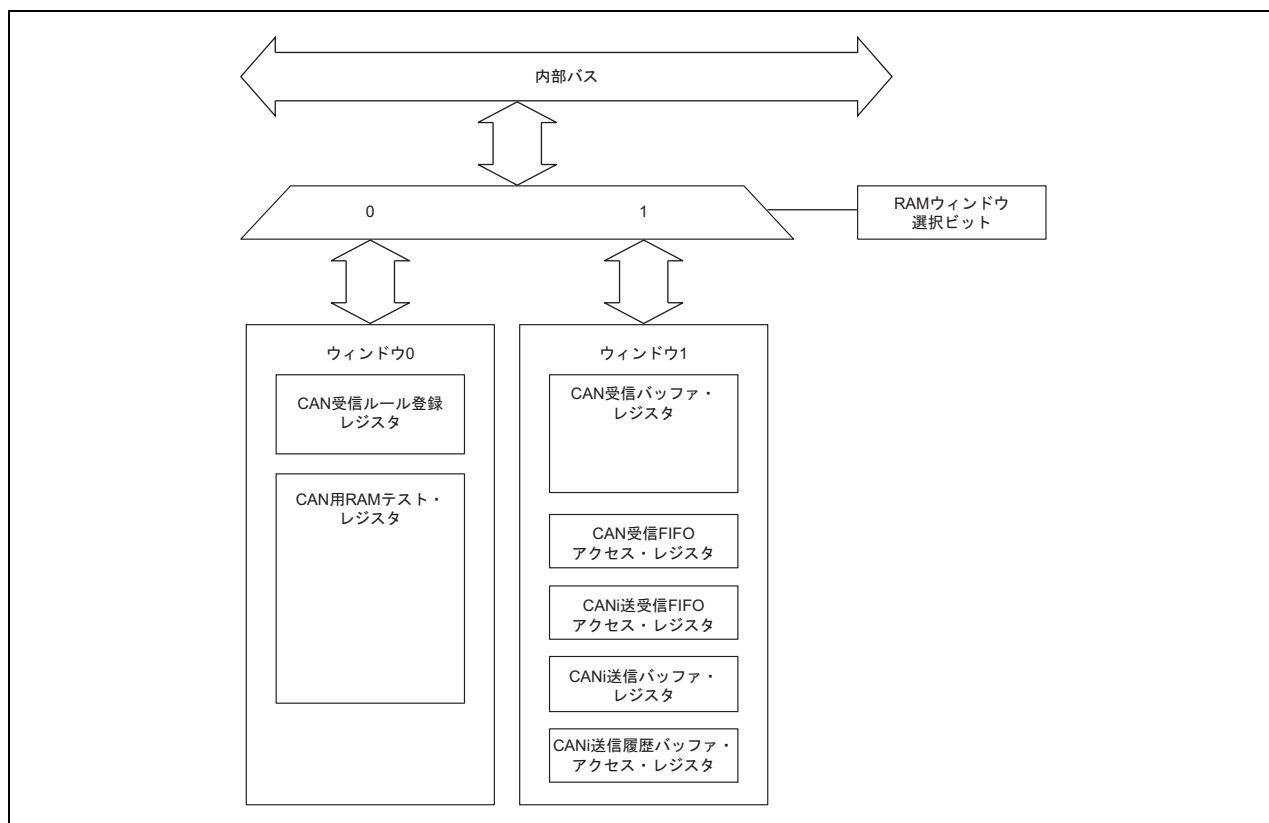 内部バス
0
1
RAMウィンドウ
選択ビット
ウィンドウ0
CAN受信ルール登録
レジスタ
CAN用RAMテスト・
レジスタ
ウィンドウ1
CAN受信バッファ・
レジスタ
CAN受信FIFO
アクセス・レジスタ
CANi送受信FIFO
アクセス・レジスタ
CANi送信バッファ・
レジスタ
CANi送信履歴バッファ・
アクセス・レジスタ